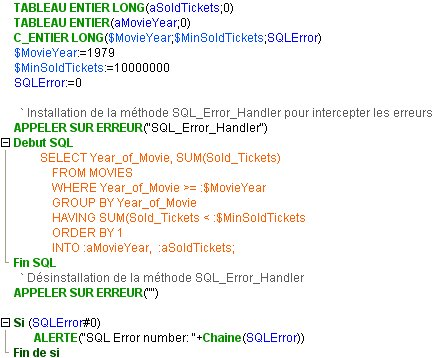 TABLEAU ENTIER LONG(aSoldTickets;0)
TABLEAU ENTIER(aMovieYear;0)
C_ENTIER LONG($MovieYear;$MinSoldTickets;SQLError)
$MovieYear:=1979
$MinSoldTickets:=10000000
SQLError:=0
` Installation de la méthode SQL_Error_Handler pour intercepter les erreurs
APPELER SUR ERREUR("SQL_Error_Handler")
Debut SQL
SELECT Year_of_Movie, SUM(Sold_Tickets)
FROM MOVIES
WHERE Year_of_Movie >= :$MovieYear
GROUP BY Year_of_Movie
HAVING SUM(Sold_Tickets < :$MinSoldTickets
ORDER BY 1
INTO :aMovieYear, :aSoldTickets;
Fin SQL
` Désinstallation de la méthode SQL_Error_Handler
APPELER SUR ERREUR("")
Si (SQLError#0)
ALERTE("SQL Error number: "+Chaine(SQLError))
Fin de si